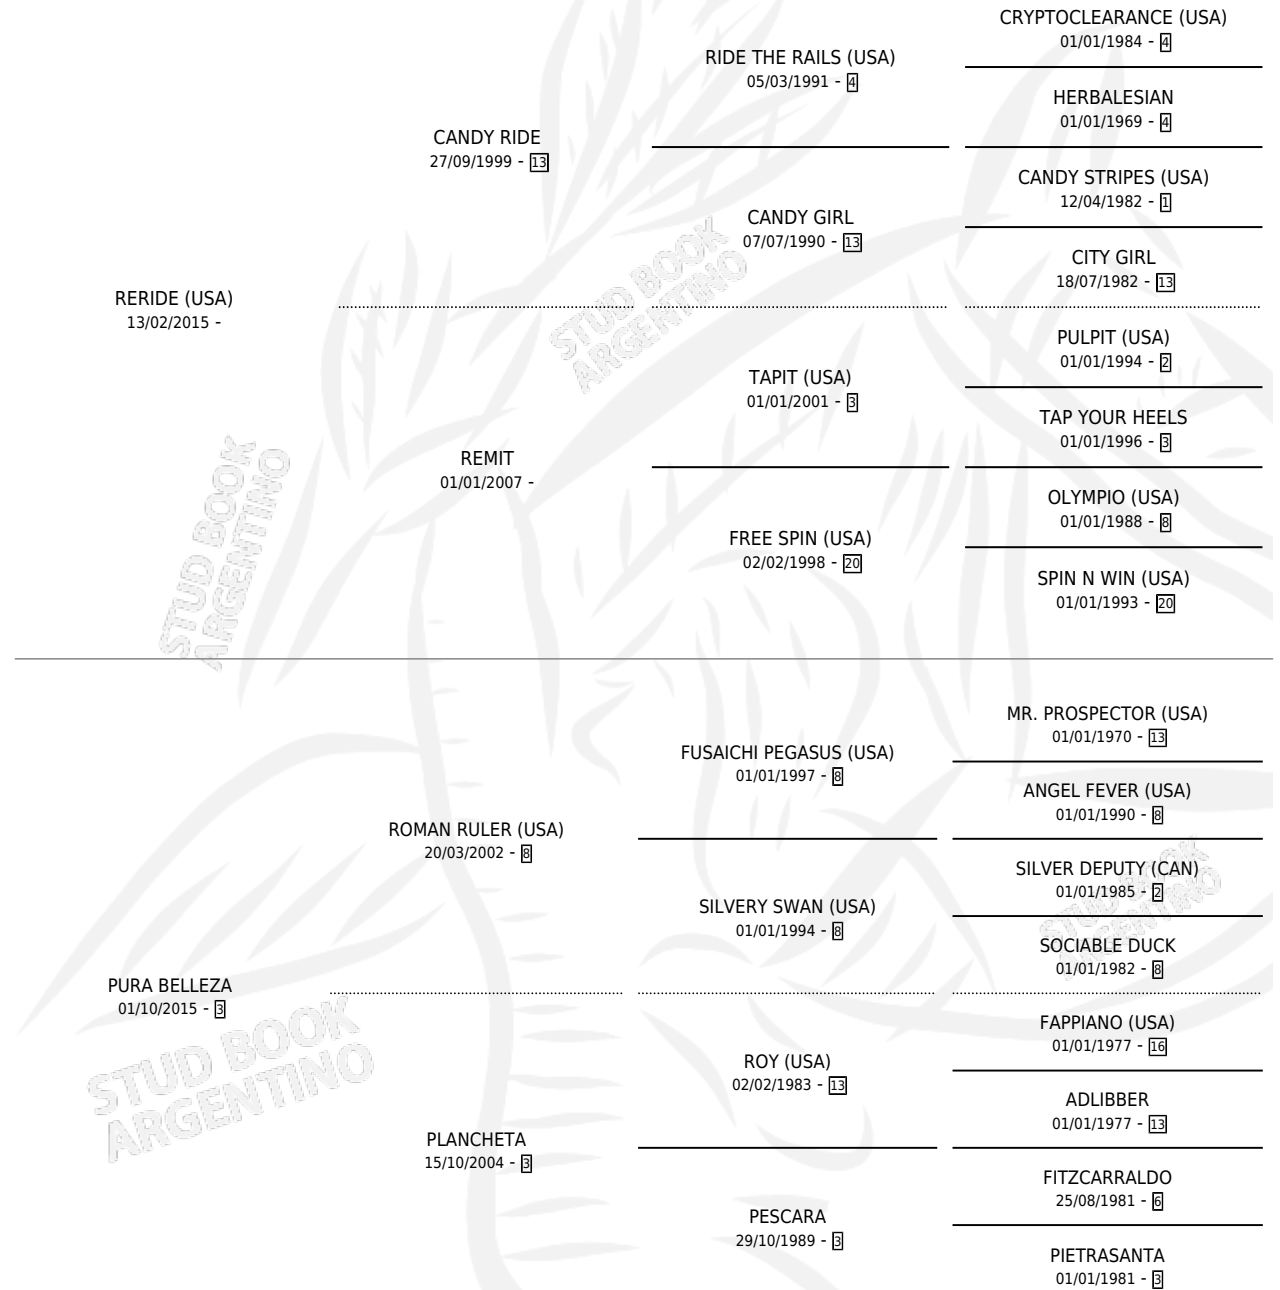 CRYPTOCLEARANCE (USA)
01/01/1984 - 4
RIDE THE RAILS (USA)
05/03/1991 - 4
HERBALESIAN
01/01/1969 - 4
CANDY RIDE
27/09/1999 - 13
CANDY STRIPES (USA)
12/04/1982 - 1
CANDY GIRL
07/07/1990 - 13
CITY GIRL
18/07/1982 - 13
RERIDE (USA)
13/02/2015 -
STUD BOOK
ARGENTINO
PULPIT (USA)
01/01/1994 - 2
TAPIT (USA)
01/01/2001 - 3
TAP YOUR HEELS
01/01/1996 - 3
REMIT
01/01/2007 -
OLYMPIO (USA)
01/01/1988 - 8
FREE SPIN (USA)
02/02/1998 - 20
SPIN N WIN (USA)
01/01/1993 - 20
STUD BOOK
ARGENTINO
MR. PROSPECTOR (USA)
01/01/1970 - 13
FUSAICHI PEGASUS (USA)
01/01/1997 - 8
ANGEL FEVER (USA)
01/01/1990 - 8
ROMAN RULER (USA)
20/03/2002 - 8
SILVER DEPUTY (CAN)
01/01/1985 - 2
SILVERY SWAN (USA)
01/01/1994 - 8
STUD BOOK
ARGENTINO
SOCIABLE DUCK
01/01/1982 - 8
PURA BELLEZA
01/10/2015 - 3
STUD BOOK
ARGENTINO
FAPPIANO (USA)
01/01/1977 - 16
ROY (USA)
02/02/1983 - 13
ADLIBBER
01/01/1977 - 13
PLANCHETA
15/10/2004 - 3
FITZCARRALDO
25/08/1981 - 6
PESCARA
29/10/1989 - 3
PIETRASANTA
01/01/1981 - 3